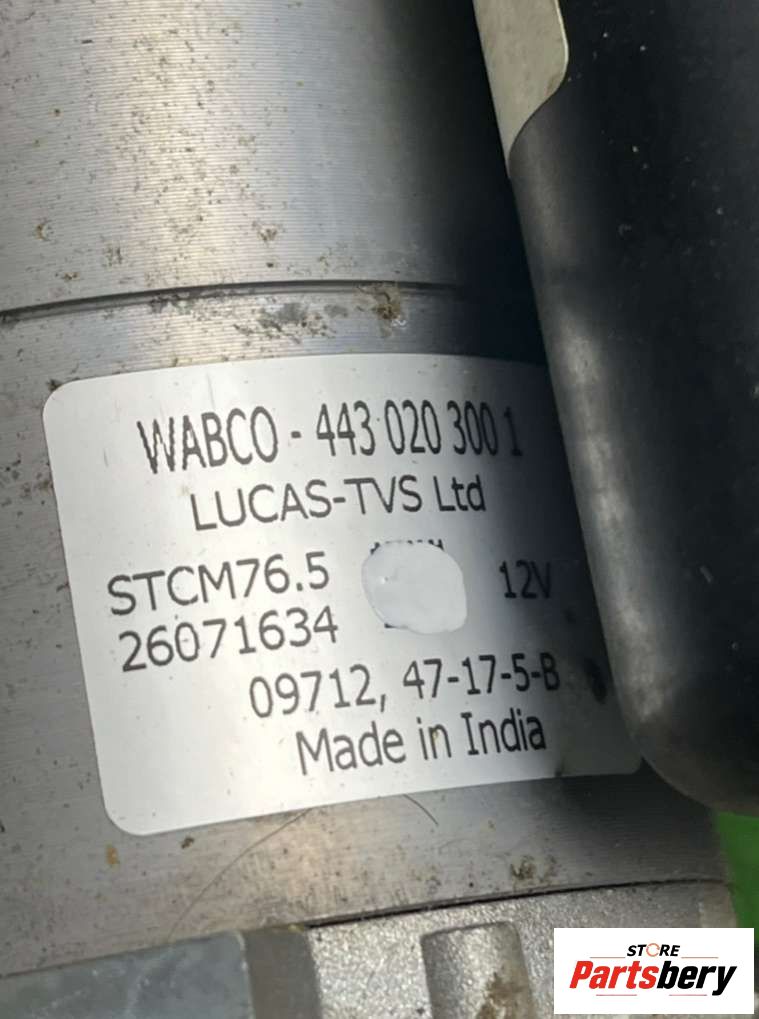 WABCO - 443 020 300 1
LUCAS-TVS Ltd
STCM76.5 12V
26071634
09712, 47-17-5-B
Made in India
STORE
Partsbery